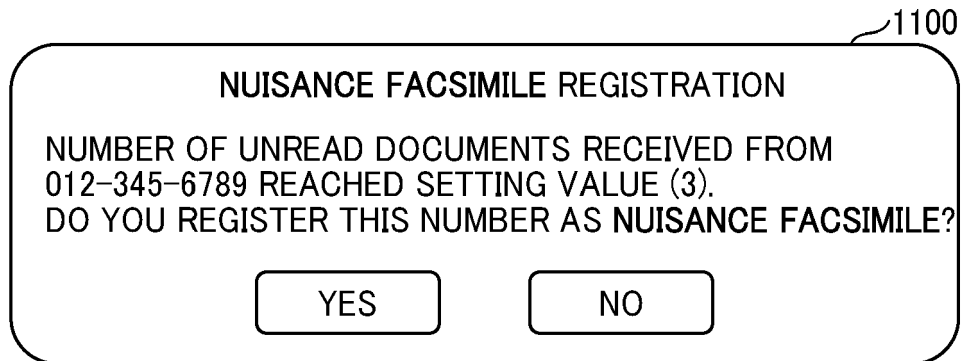 1100
NUISANCE FACSIMILE REGISTRATION
NUMBER OF UNREAD DOCUMENTS RECEIVED FROM
012-345-6789 REACHED SETTING VALUE (3).
DO YOU REGISTER THIS NUMBER AS NUISANCE FACSIMILE?
YES NO